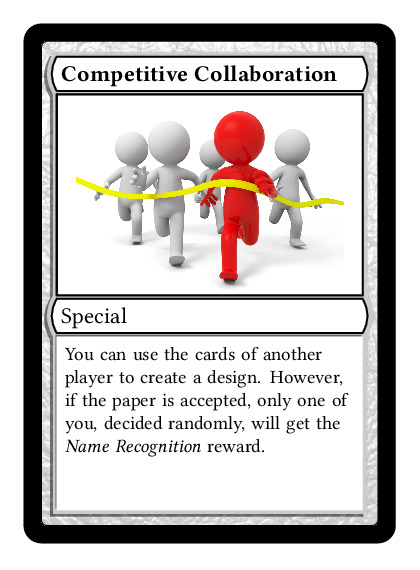 Competitive Collaboration
Special
You can use the cards of another
player to create a design. However,
if the paper is accepted, only one of
you, decided randomly, will get the
Name Recognition reward.